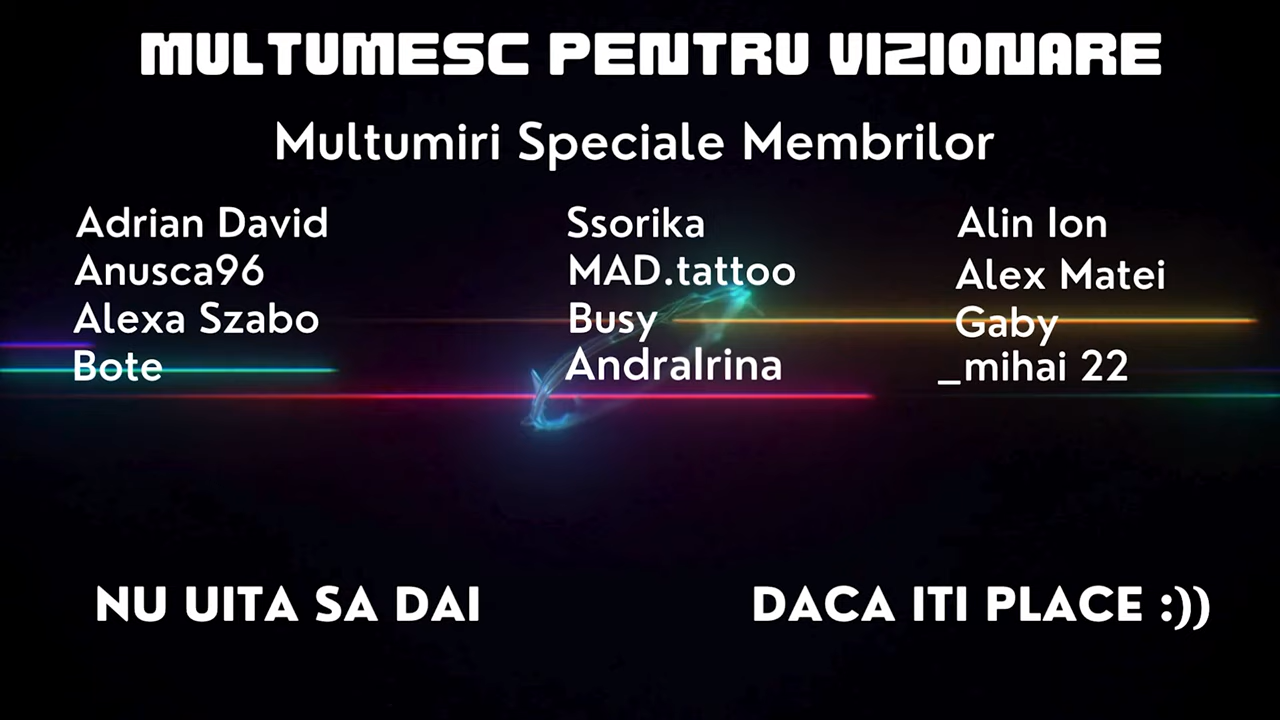 MULTUMESC PENTRU VIZIONARE
Multumiri Speciale Membrilor
Adrian David
Anusca96
Alexa Szabo
Bote
Ssorika
MAD.tattoo
Busy
AndraIrina
Alin Ion
Alex Matei
Gaby
_mihai 22
NU UITA SA DAI
DACA ITI PLACE :))